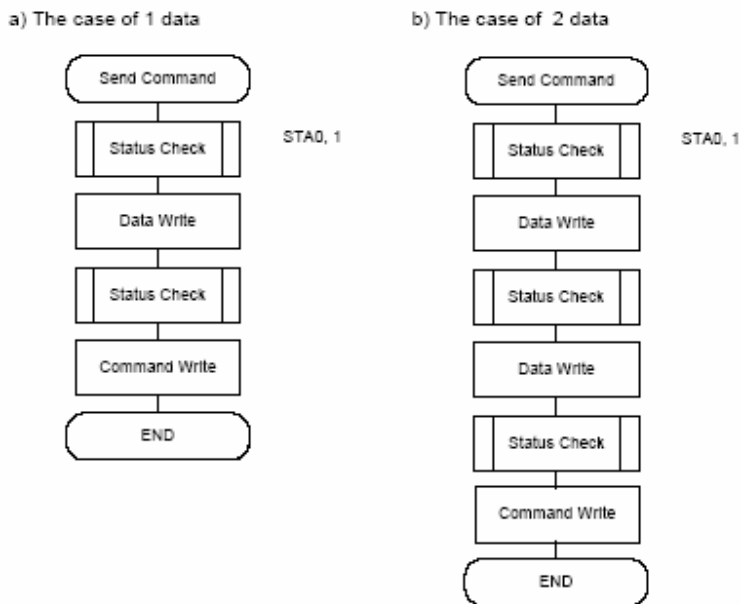 a) The case of 1 data
Send Command
Status Check
STA0, 1
Data Write
Status Check
Command Write
END
b) The case of 2 data
Send Command
Status Check
STA0, 1
Data Write
Status Check
Data Write
Status Check
Command Write
END